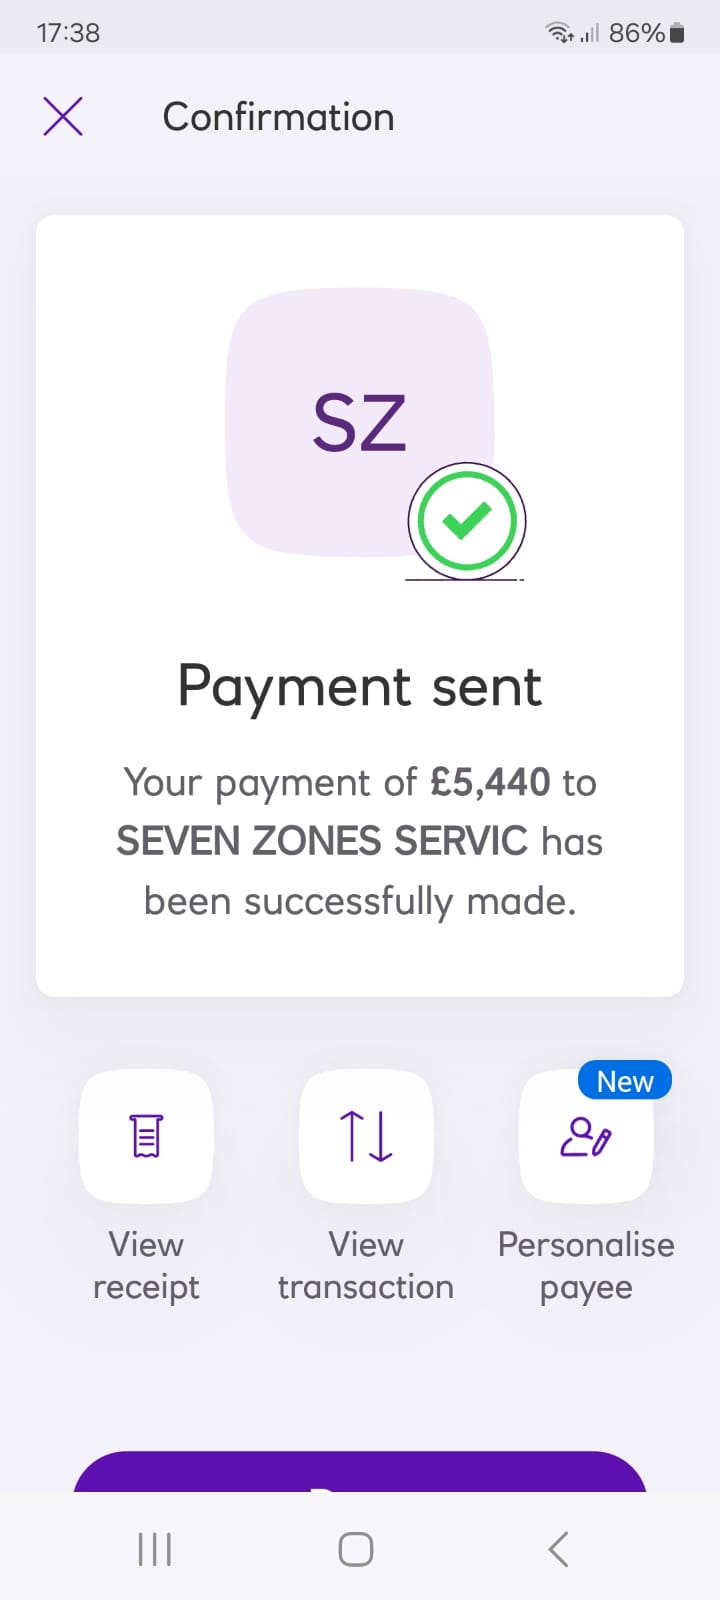 17:38
86%
Confirmation
SZ
Payment sent
Your payment of £5,440 to
SEVEN ZONES SERVIC has
been successfully made.
New
View
receipt
View
transaction
Personalise
payee